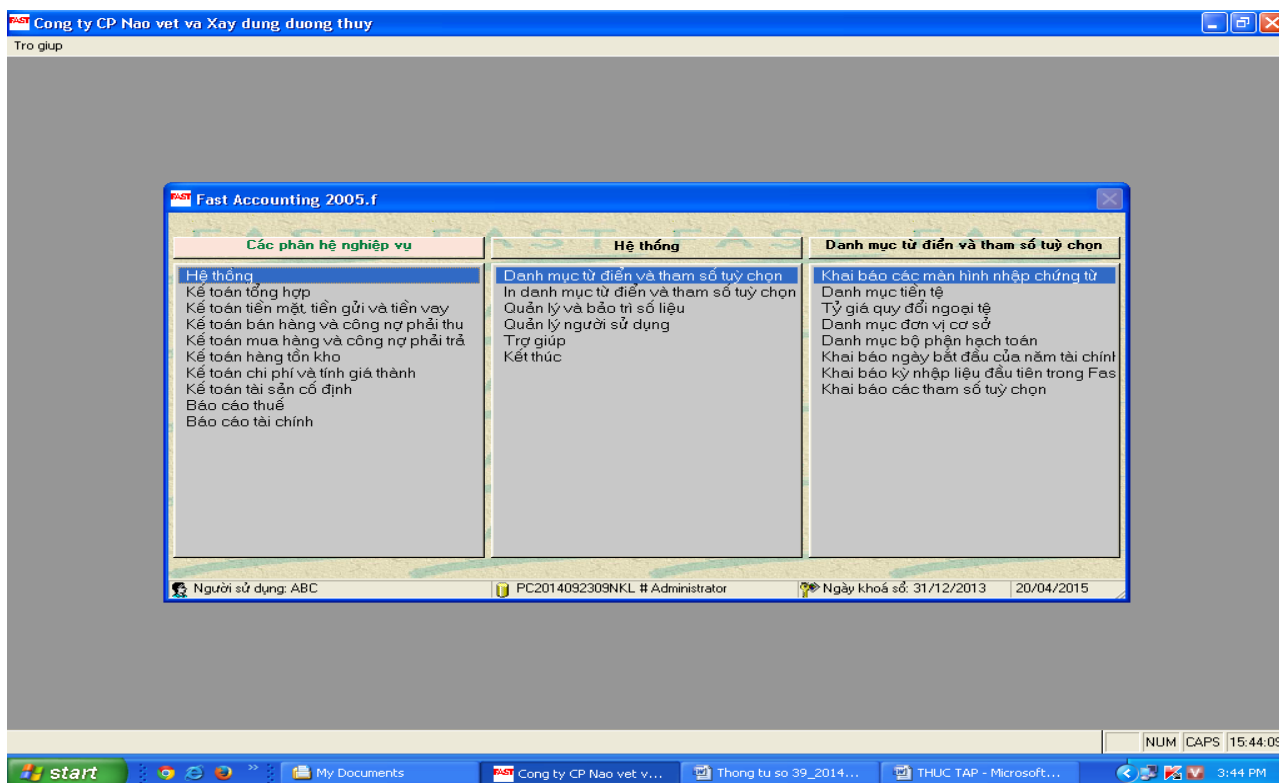 FAST Cong ty CP Nao vet va Xay dung duong thuy
Tro giup
FAST Fast Accounting 2005.f
Các phân hệ nghiệp vụ
Hệ thống
Kế toán tổng hợp
Kế toán tiền mặt, tiền gửi và tiền vay
Kế toán bán hàng và công nợ phải thu
Kế toán mua hàng và công nợ phải trả
Kế toán hàng tồn kho
Kế toán chi phí và tính giá thành
Kế toán tài sản cố định
Báo cáo thuế
Báo cáo tài chính
Hệ thống
Danh mục từ điển và tham số tuỳ chọn
In danh mục từ điển và tham số tuỳ chọn
Quản lý và bảo trì số liệu
Quản lý người sử dụng
Trợ giúp
Kết thúc
Danh mục từ điển và tham số tuỳ chọn
Khai báo các màn hình nhập chứng từ
Danh mục tiền tệ
Tỷ giá quy đổi ngoại tệ
Danh mục đơn vị cơ sở
Danh mục bộ phận hạch toán
Khai báo ngày bắt đầu của năm tài chính
Khai báo kỳ nhập liệu đầu tiên trong Fas
Khai báo các tham số tuỳ chọn
Người sử dụng: ABC
PC2014092309NKL # Administrator
Ngày khoá sổ: 31/12/2013
20/04/2015
NUM CAPS 15:44:09
start
My Documents
FAST Cong ty CP Nao vet v...
Thong tu so 39_2014...
THUC TAP - Microsoft...
3:44 PM